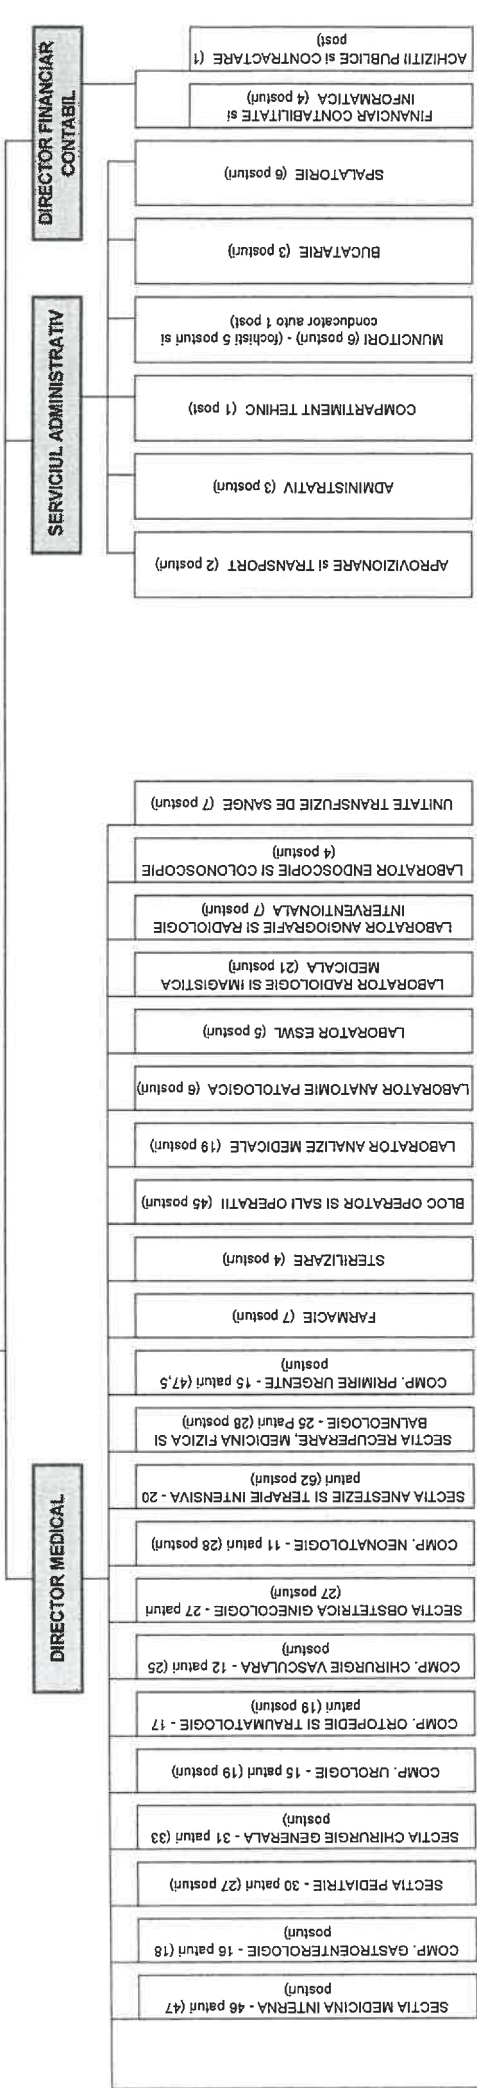 DIRECTOR MEDICAL
SECTIA MEDICINA INTERNA - 46 paturi (47
posturi)
COMP. GASTROENTEROLOGIE - 16 paturi (18
posturi)
SECTIA PEDIATRIE - 30 paturi (27 posturi)
SECTIA CHIRURGIE GENERALA - 31 paturi (33
posturi)
COMP. UROLOGIE - 15 paturi (19 posturi)
COMP. ORTOPEDIE SI TRAUMATOLOGIE - 17
paturi (19 posturi)
COMP. CHIRURGIE VASCULARA - 12 paturi (25
posturi)
SECTIA OBSTETRICA GINECOLOGIE - 27 paturi
(27 posturi)
COMP. NEONATOLOGIE - 11 paturi (28 posturi)
SECTIA ANESTEZIE SI TERAPIE INTENSIVA - 20
paturi (62 posturi)
SECTIA RECUPERARE, MEDICINA FIZICA SI
BALNEOLOGIE - 25 Paturi (28 posturi)
COMP. PRIMIRE URGENTE - 15 paturi (47,5
posturi)
FARMACIE (7 posturi)
STERILIZARE (4 posturi)
BLOC OPERATOR SI SALI OPERATII (45 posturi)
LABORATOR ANALIZE MEDICALE (19 posturi)
LABORATOR ANATOMIE PATOLOGICA (6 posturi)
LABORATOR ESWL (5 posturi)
LABORATOR RADIOLOGIE SI IMAGISTICA
MEDICALA (21 posturi)
LABORATOR ANGIOGRAFIE SI RADIOLOGIE
INTERVENTIONALA (7 posturi)
LABORATOR ENDOSCOPIE SI COLONOSCOPIE
(4 posturi)
UNITATE TRANSFUZIE DE SANGE (7 posturi)
SERVICIUL ADMINISTRATIV
APROVIZIONARE si TRANSPORT (2 posturi)
ADMINISTRATIV (3 posturi)
COMPARTIMENT TEHINC (1 post)
MUNCITORI (6 posturi) - (fochisti 5 posturi si
conducator auto 1 post)
BUCATARIE (3 posturi)
SPALATORIE (6 posturi)
DIRECTOR FINANCIAR
CONTABIL
FINANCIAR CONTABILITATE si
INFORMATICA (4 posturi)
ACHIZITII PUBLICE si CONTRACTARE (1
post)